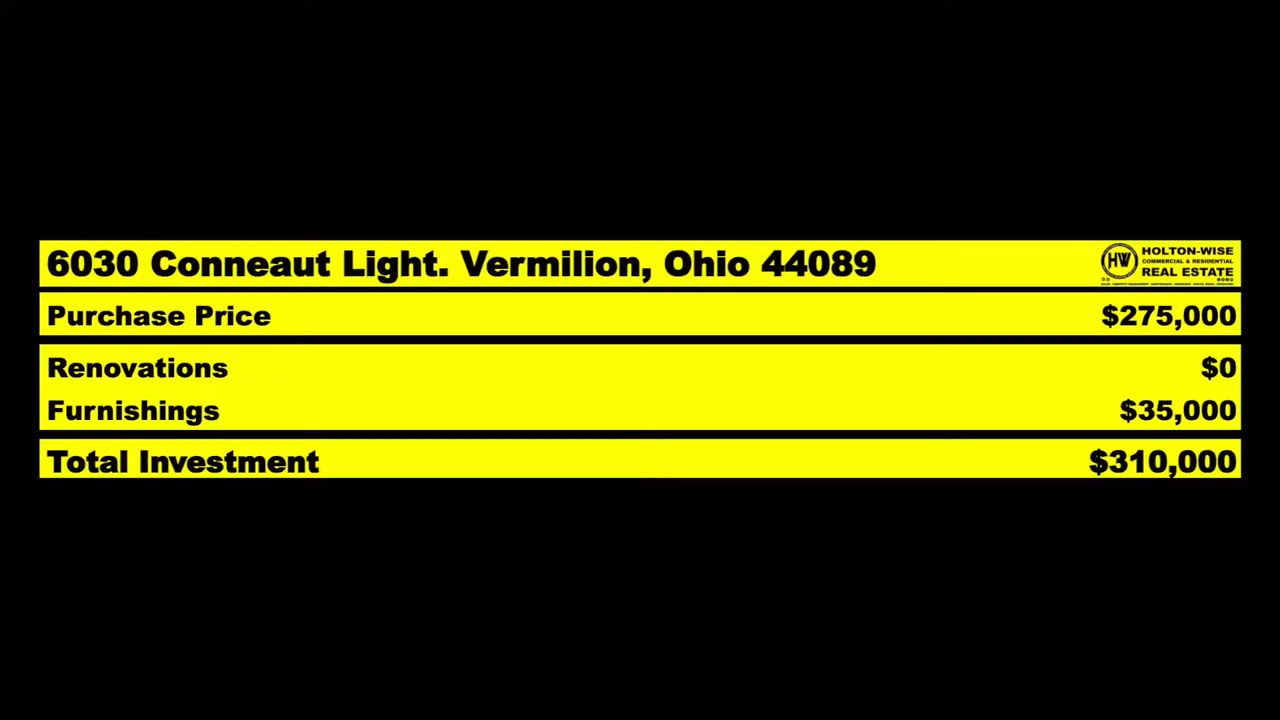 6030 Conneaut Light. Vermilion, Ohio 44089
HW
HOLTON-WISE
COMMERCIAL & RESIDENTIAL
REAL ESTATE
Purchase Price $275,000
Renovations $0
Furnishings $35,000
Total Investment $310,000